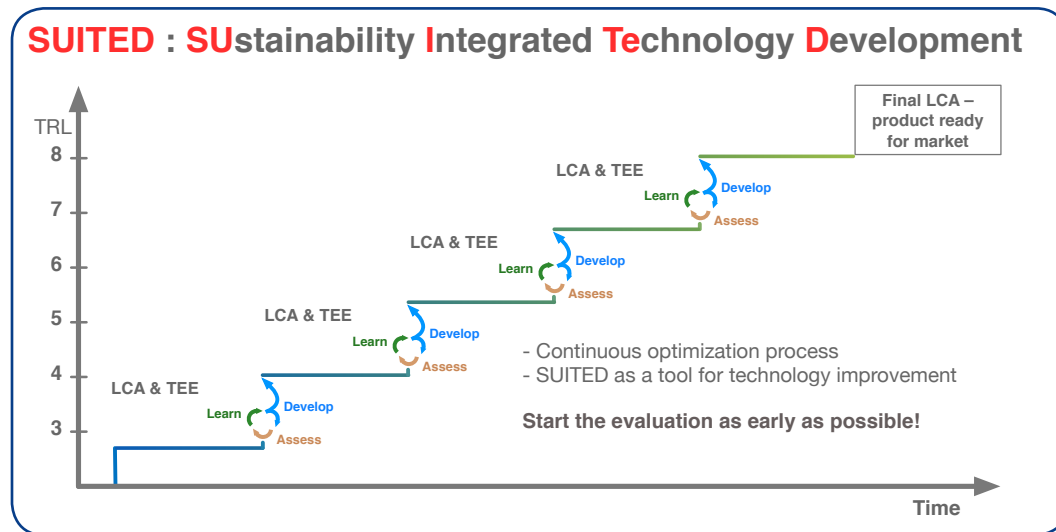 SUITED : SUstainability Integrated Technology Development
TRL
8
7
6
5
4
3
Final LCA –
product ready
for market
LCA & TEE
Learn
Develop
Assess
LCA & TEE
Learn
Develop
Assess
LCA & TEE
Learn
Develop
Assess
LCA & TEE
Learn
Develop
Assess
- Continuous optimization process
- SUITED as a tool for technology improvement
Start the evaluation as early as possible!
Time